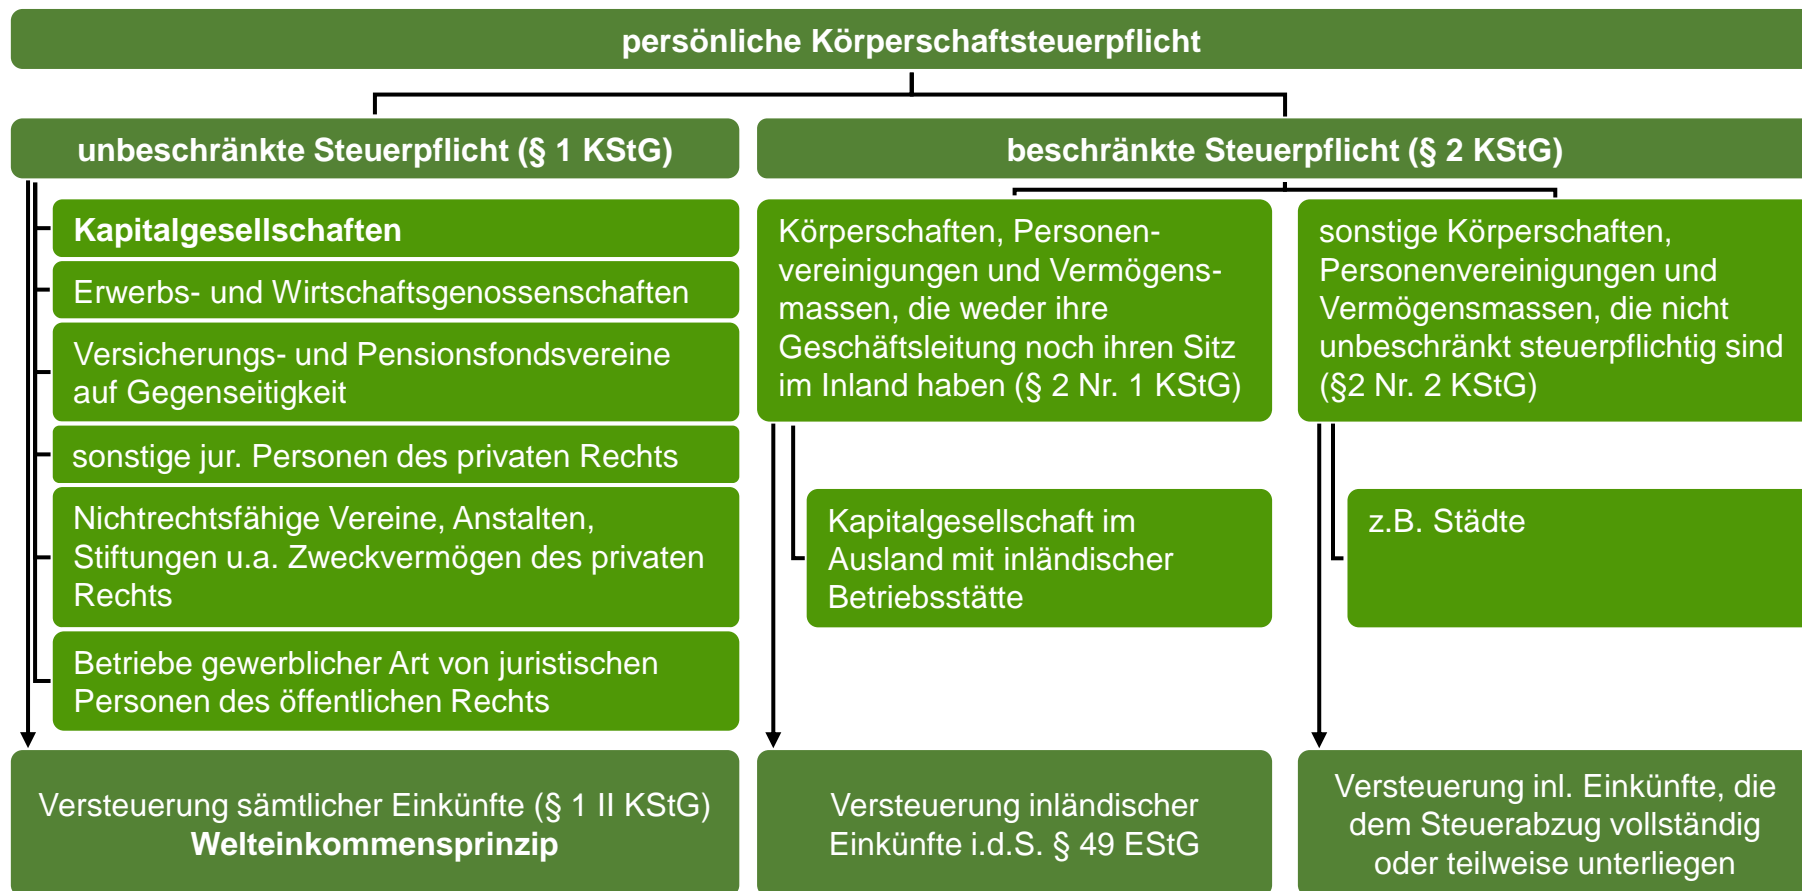 persönliche Körperschaftsteuerpflicht
unbeschränkte Steuerpflicht (§ 1 KStG)
Kapitalgesellschaften
Erwerbs- und Wirtschaftsgenossenschaften
Versicherungs- und Pensionsfondsvereine
auf Gegenseitigkeit
sonstige jur. Personen des privaten Rechts
Nichtrechtsfähige Vereine, Anstalten,
Stiftungen u.a. Zweckvermögen des privaten
Rechts
Betriebe gewerblicher Art von juristischen
Personen des öffentlichen Rechts
Versteuerung sämtlicher Einkünfte (§ 1 II KStG)
Welteinkommensprinzip
beschränkte Steuerpflicht (§ 2 KStG)
Körperschaften, Personen-
vereinigungen und Vermögens-
massen, die weder ihre
Geschäftsleitung noch ihren Sitz
im Inland haben (§ 2 Nr. 1 KStG)
Kapitalgesellschaft im
Ausland mit inländischer
Betriebsstätte
Versteuerung inländischer
Einkünfte i.d.S. § 49 EStG
sonstige Körperschaften,
Personenvereinigungen und
Vermögensmassen, die nicht
unbeschränkt steuerpflichtig sind
(§2 Nr. 2 KStG)
z.B. Städte
Versteuerung inl. Einkünfte, die
dem Steuerabzug vollständig
oder teilweise unterliegen